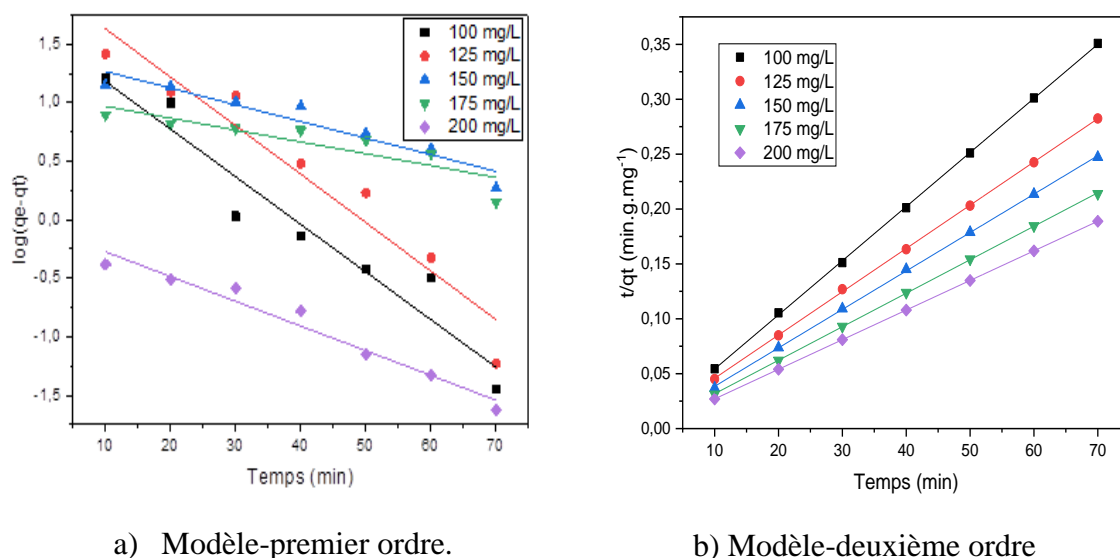 1,5
1,0
0,5
0,0
-0,5
-1,0
-1,5
log(qe-qt)
100 mg/L
125 mg/L
150 mg/L
175 mg/L
200 mg/L
10 20 30 40 50 60 70
Temps (min)
a) Modèle-premier ordre.
0,35
0,30
0,25
0,20
0,15
0,10
0,05
0,00
t/qt (min.g.mg⁻¹)
100 mg/L
125 mg/L
150 mg/L
175 mg/L
200 mg/L
10 20 30 40 50 60 70
Temps (min)
b) Modèle-deuxième ordre